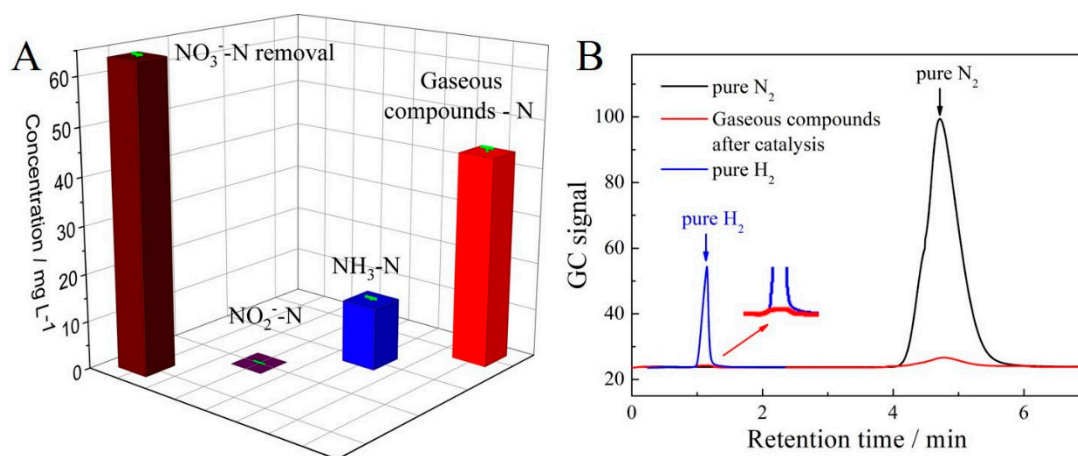 A
NO₃⁻-N removal
Gaseous
compounds - N
NH₃-N
NO₂⁻-N
Concentration / mg L-1
60
50
40
30
20
10
0
B
pure N₂
Gaseous compounds
after catalysis
pure H₂
pure N₂
pure H₂
GC signal
100
80
60
40
20
0
2
4
6
Retention time / min